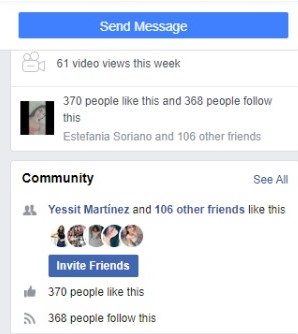 Send Message
61 video views this week
370 people like this and 368 people follow
this
Estefania Soriano and 106 other friends
Community
See All
Yessit Martínez and 106 other friends like this
Invite Friends
370 people like this
368 people follow this